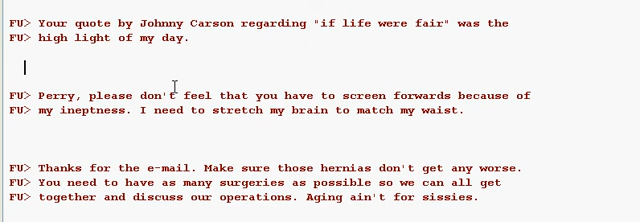 FU> Your quote by Johnny Carson regarding "if life were fair" was the
FU> high light of my day.
FU> Perry, please don't feel that you have to screen forwards because of
FU> my ineptness. I need to stretch my brain to match my waist.
FU> Thanks for the e-mail. Make sure those hernias don't get any worse.
FU> You need to have as many surgeries as possible so we can all get
FU> together and discuss our operations. Aging ain't for sissies.